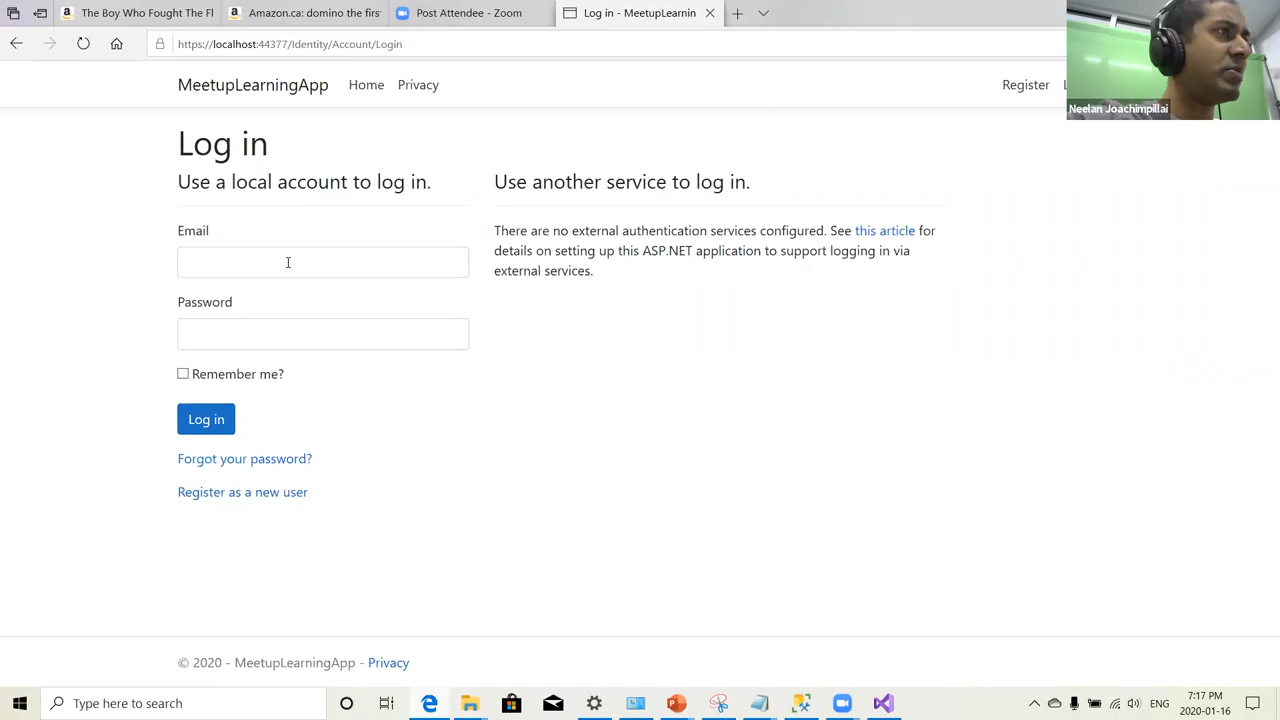 The Boy Who Fought The F
Amazon.ca: domino the firs
Post Attendee - Zoom
Log in - MeetupLearnin
https://localhost:44377/Identity/Account/Login
MeetupLearningApp Home Privacy Register
Neelan Joachimpillai
Log in
Use a local account to log in.
Email
Password
Remember me?
Log in
Forgot your password?
Register as a new user
Use another service to log in.
There are no external authentication services configured. See this article for
details on setting up this ASP.NET application to support logging in via
external services.
© 2020 - MeetupLearningApp - Privacy
Type here to search
ENG
7:17 PM
2020-01-16